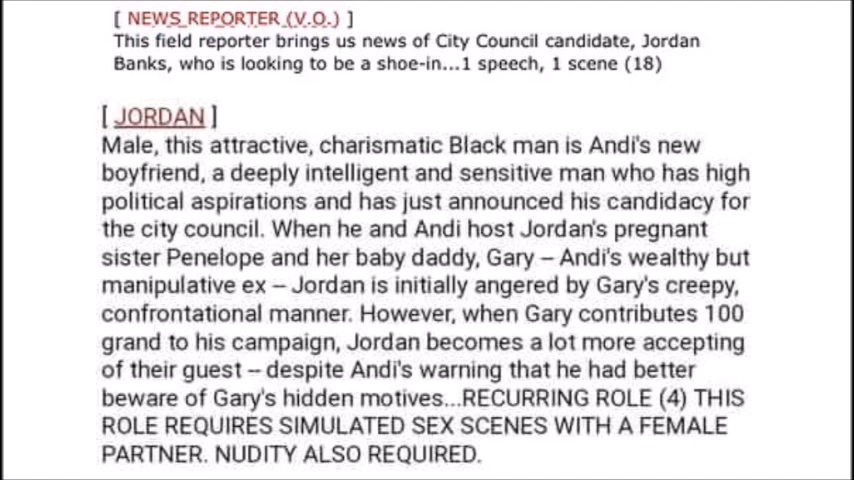 [ NEWS_REPORTER (V.O.) ]
This field reporter brings us news of City Council candidate, Jordan
Banks, who is looking to be a shoe-in...1 speech, 1 scene (18)
[ JORDAN ]
Male, this attractive, charismatic Black man is Andi's new
boyfriend, a deeply intelligent and sensitive man who has high
political aspirations and has just announced his candidacy for
the city council. When he and Andi host Jordan's pregnant
sister Penelope and her baby daddy, Gary – Andi's wealthy but
manipulative ex – Jordan is initially angered by Gary's creepy,
confrontational manner. However, when Gary contributes 100
grand to his campaign, Jordan becomes a lot more accepting
of their guest – despite Andi's warning that he had better
beware of Gary's hidden motives...RECURRING ROLE (4) THIS
ROLE REQUIRES SIMULATED SEX SCENES WITH A FEMALE
PARTNER. NUDITY ALSO REQUIRED.